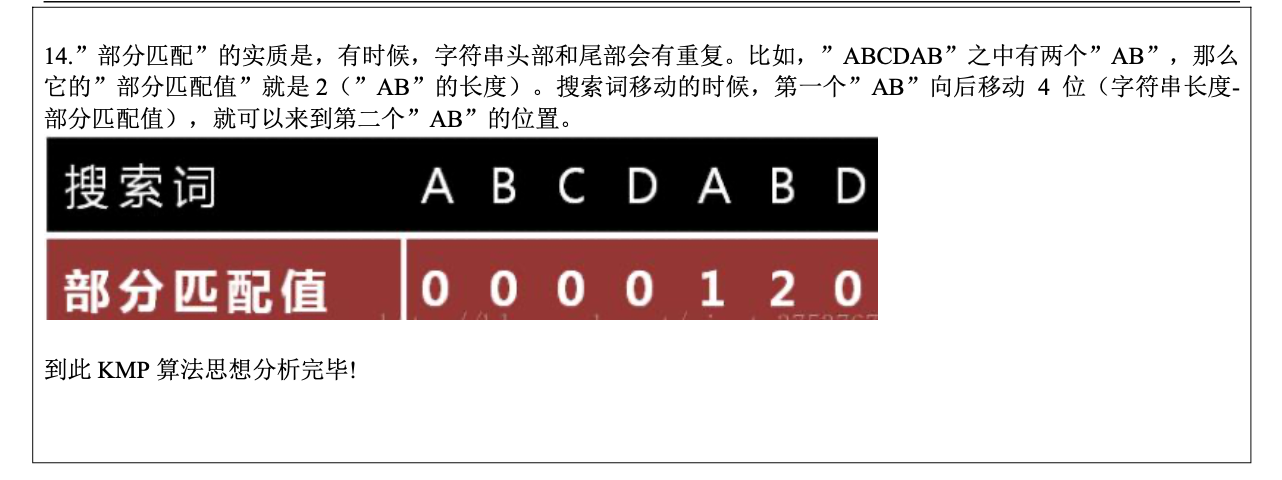 14.”部分匹配”的实质是，有时候，字符串头部和尾部会有重复。比如，”ABCDAB”之中有两个”AB”，那么
它的”部分匹配值”就是 2（”AB”的长度）。搜索词移动的时候，第一个”AB”向后移动 4 位（字符串长度-
部分匹配值），就可以来到第二个”AB”的位置。
搜索词 A B C D A B D
部分匹配值 0 0 0 0 1 2 0
到此 KMP 算法思想分析完毕!